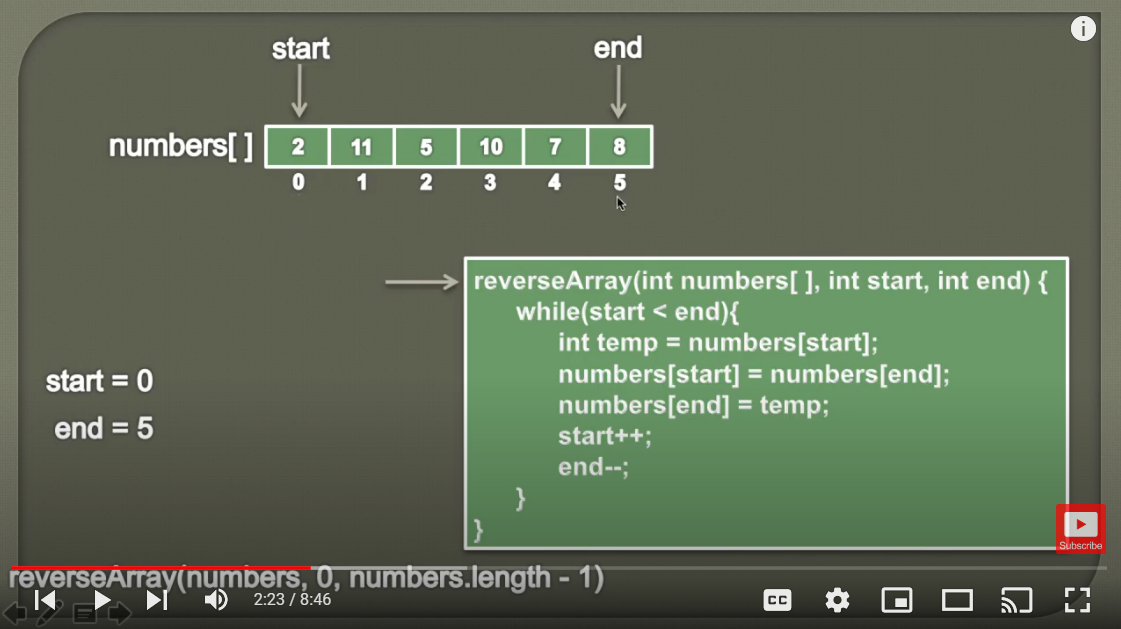 start end
numbers[ ] 2 11 5 10 7 8
0 1 2 3 4 5
reverseArray(int numbers[ ], int start, int end) {
while(start < end){
int temp = numbers[start];
start = 0
numbers[start] = numbers[end];
numbers[end] = temp;
end = 5
start++;
end--;
}
}
Subscribe
reverseArray(numbers, 0, numbers.length - 1)
2:23 / 8:46
CC